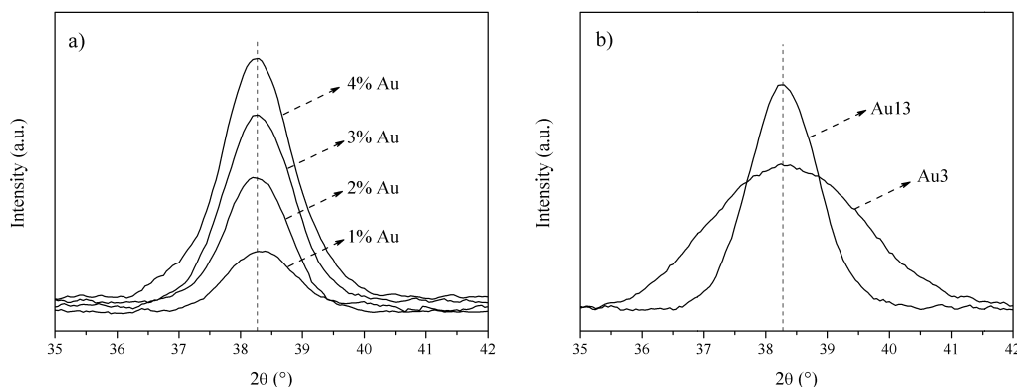 a)
4% Au
3% Au
2% Au
1% Au
Intensity (a.u.)
35 36 37 38 39 40 41 42
2θ (°)
b)
Au13
Au3
Intensity (a.u.)
35 36 37 38 39 40 41 42
2θ (°)